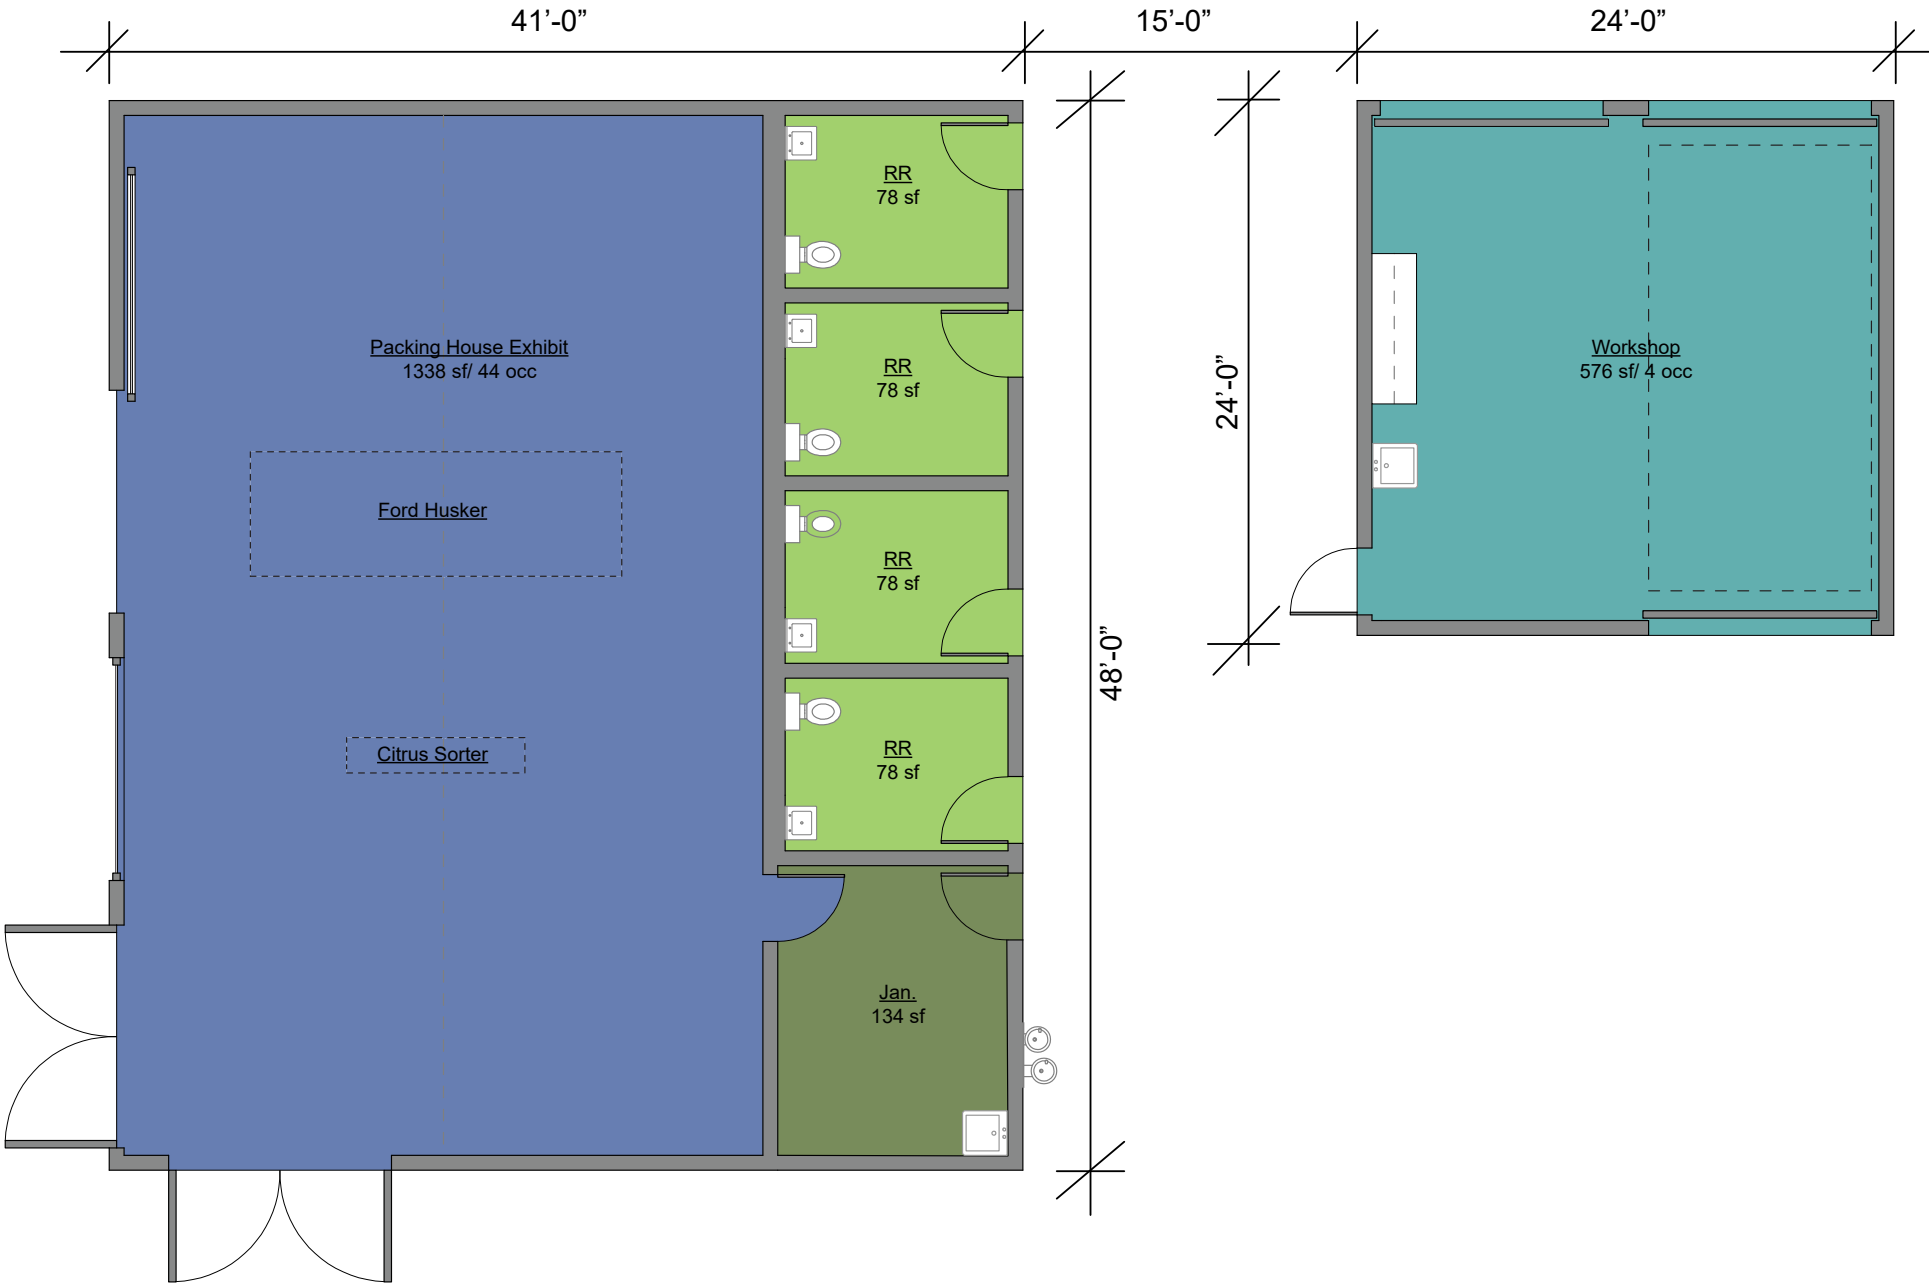 41’-0”
15’-0”
24’-0”
RR
78 sf
Packing House Exhibit
1338 sf/ 44 occ
Workshop
576 sf/ 4 occ
RR
78 sf
24’-0”
Ford Husker
RR
78 sf
48’-0”
Citrus Sorter
RR
78 sf
Jan.
134 sf